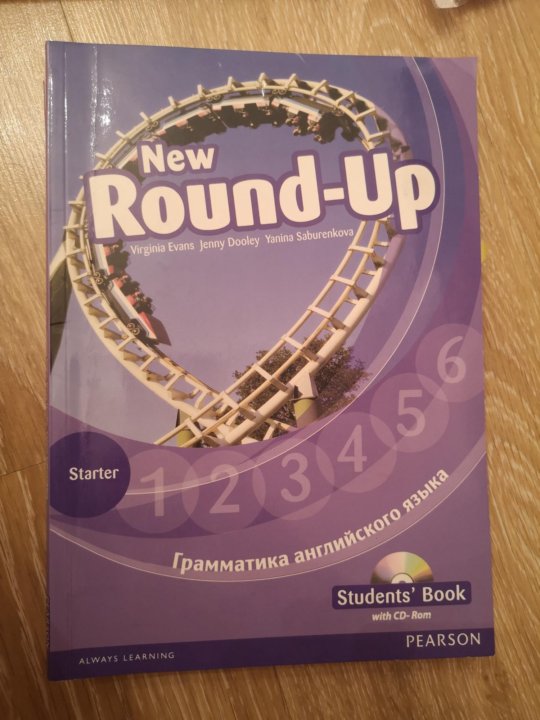 New
Round-Up
Virginia Evans Jenny Dooley Yanina Saburenkova
Starter
1 2 3 4 5 6
Грамматика английского языка
Students' Book
with CD-Rom
ALWAYS LEARNING
PEARSON